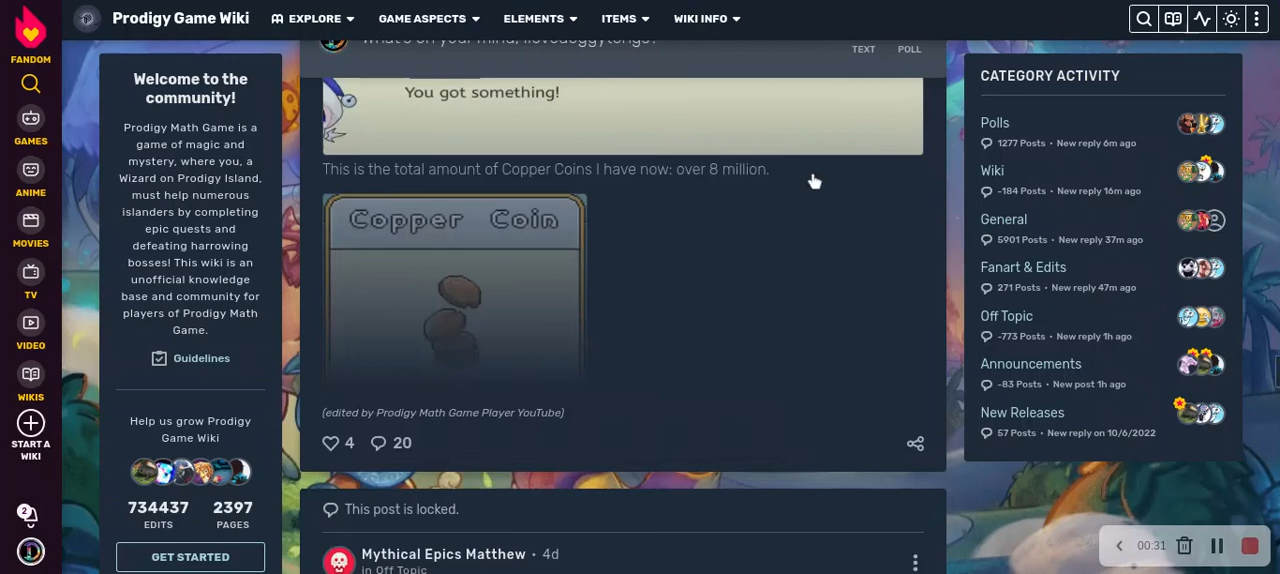 Prodigy Game Wiki
EXPLORE
GAME ASPECTS
ELEMENTS
ITEMS
WIKI INFO
FANDOM
GAMES
ANIME
MOVIES
TV
VIDEO
WIKIS
START A
WIKI
2
Welcome to the
community!
Prodigy Math Game is a
game of magic and
mystery, where you, a
Wizard on Prodigy Island,
must help numerous
islanders by completing
epic quests and
defeating harrowing
bosses! This wiki is an
unofficial knowledge
base and community for
players of Prodigy Math
Game.
Guidelines
Help us grow Prodigy
Game Wiki
734437
EDITS
2397
PAGES
GET STARTED
TEXT
POLL
You got something!
This is the total amount of Copper Coins I have now: over 8 million.
Copper Coin
(edited by Prodigy Math Game Player YouTube)
4
20
This post is locked.
Mythical Epics Matthew • 4d
in Off Topic
CATEGORY ACTIVITY
Polls
1277 Posts • New reply 6m ago
Wiki
-184 Posts • New reply 16m ago
General
5901 Posts • New reply 37m ago
Fanart & Edits
271 Posts • New reply 47m ago
Off Topic
-773 Posts • New reply 1h ago
Announcements
-83 Posts • New post 1h ago
New Releases
57 Posts • New reply on 10/6/2022
00:31